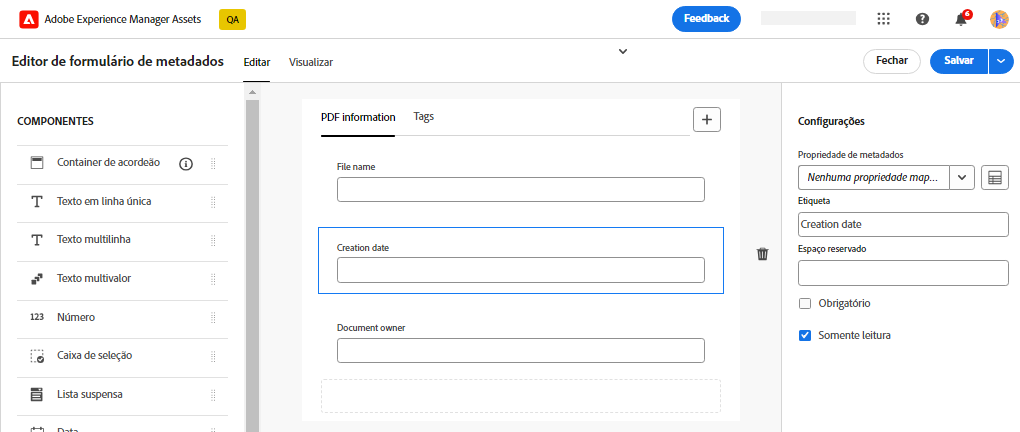 Adobe Experience Manager Assets
QA
Feedback
6
Editor de formulário de metadados
Editar
Visualizar
Fechar
Salvar
COMPONENTES
Container de acordeão
Texto em linha única
Texto multilinha
Texto multivalor
123 Número
Caixa de seleção
Lista suspensa
Data
PDF information
Tags
File name
Creation date
Document owner
Configurações
Propriedade de metadados
Nenhuma propriedade map...
Etiqueta
Creation date
Espaço reservado
Obrigatório
Somente leitura